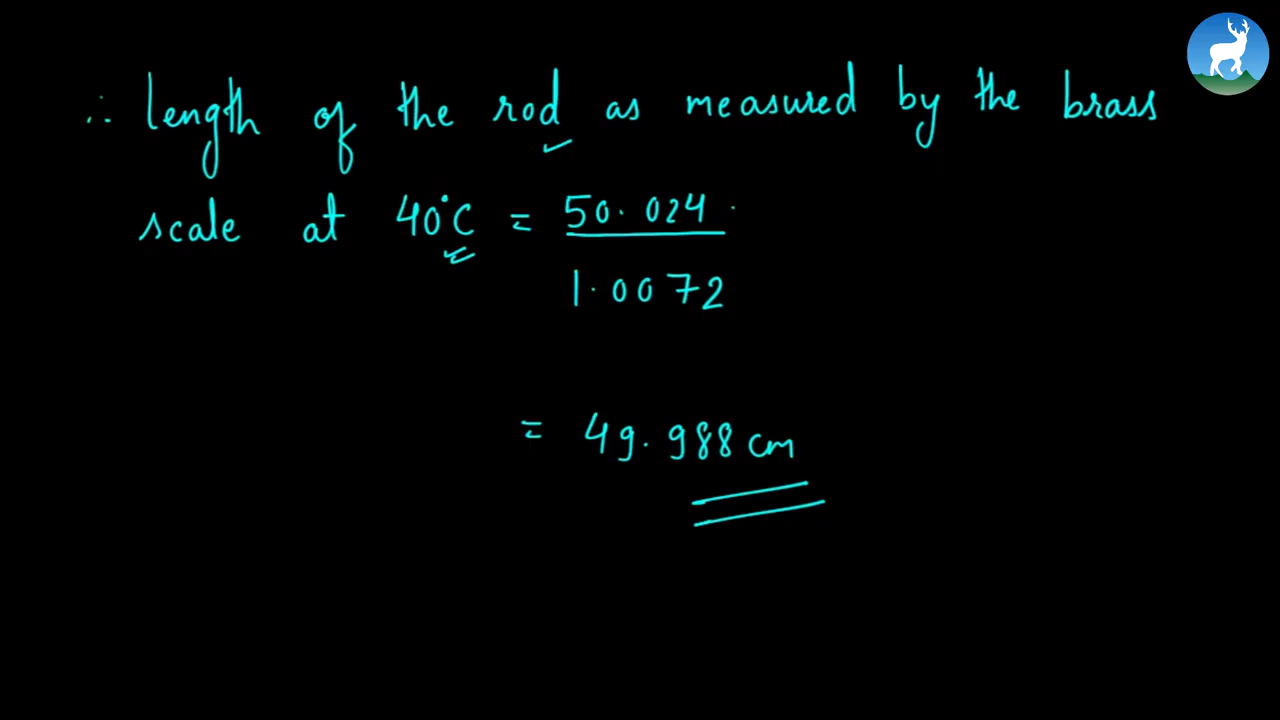 ∴ length of the rod as measured by the brass
scale at 40°C = 50.024
1.0072
= 49.988 cm